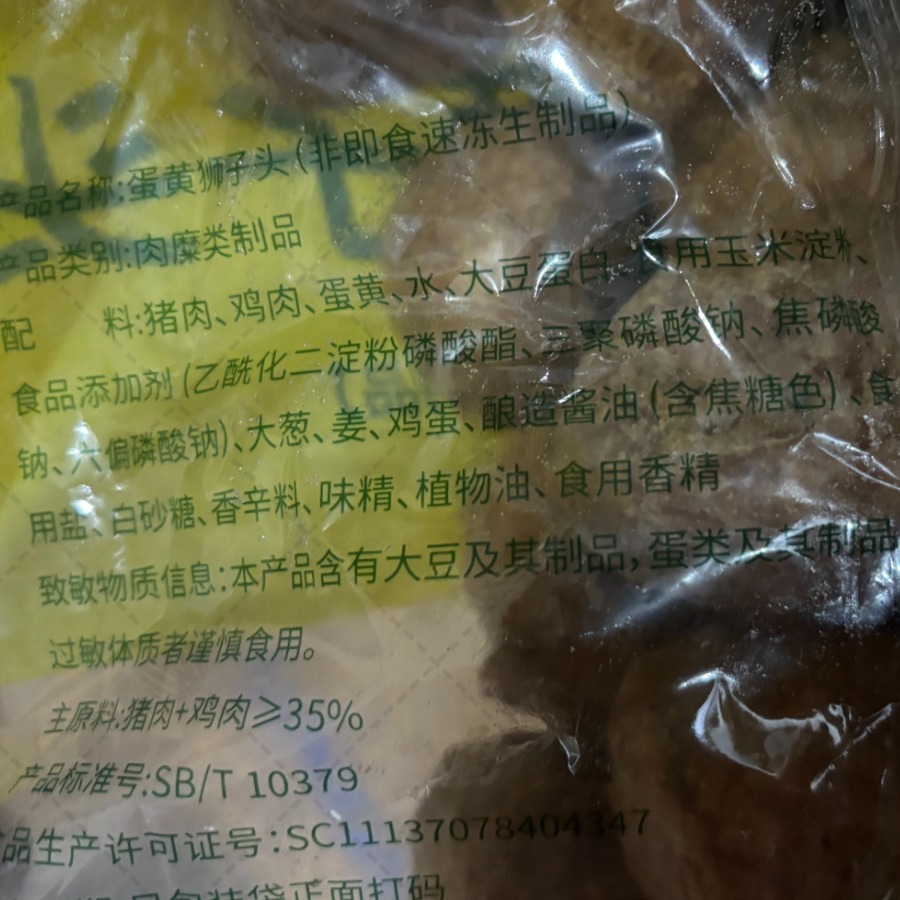 产品名称:蛋黄狮子头(非即食速冻生制品)
产品类别:肉糜类制品
配 料:猪肉、鸡肉、蛋黄、水、大豆蛋白、食用玉米淀粉、
食品添加剂(乙酰化二淀粉磷酸酯、三聚磷酸钠、焦磷酸
钠、六偏磷酸钠)、大葱、姜、鸡蛋、酿造酱油(含焦糖色)、食
用盐、白砂糖、香辛料、味精、植物油、食用香精
致敏物质信息:本产品含有大豆及其制品,蛋类及其制品
过敏体质者谨慎食用。
主原料:猪肉+鸡肉≥35%
产品标准号:SB/T 10379
品生产许可证号:SC11137078404347
见包装袋正面打码